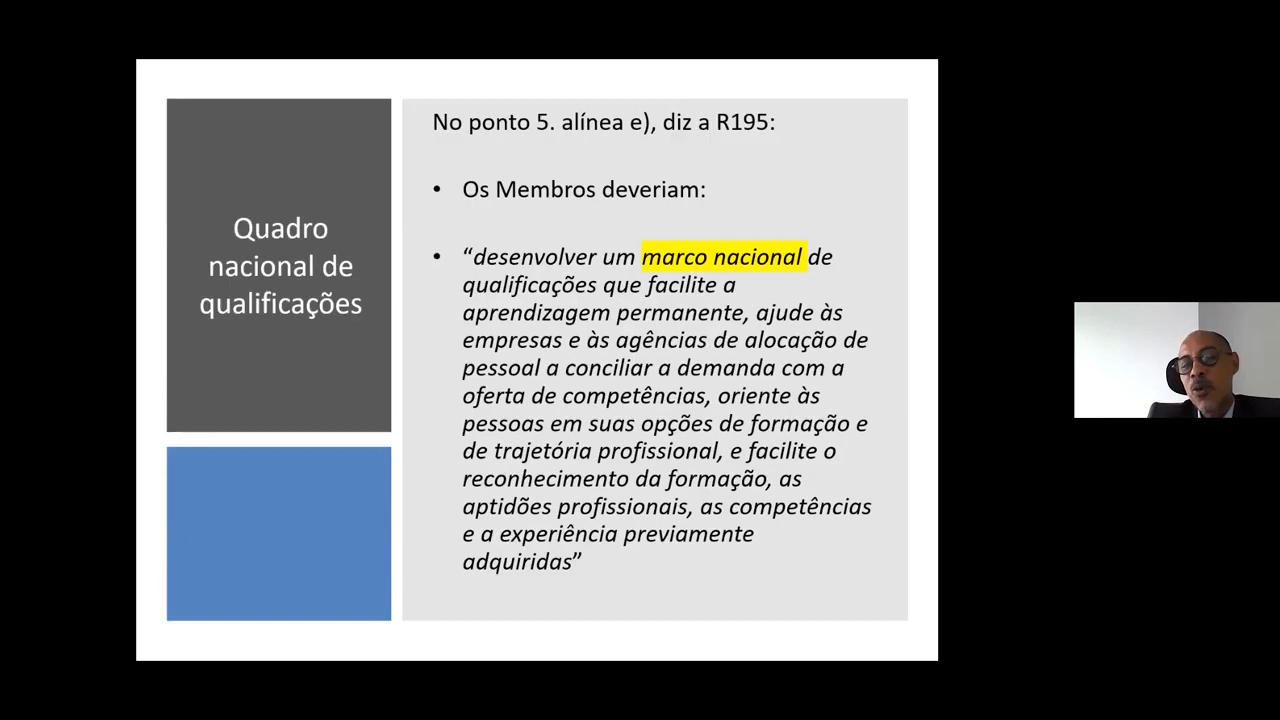 Quadro
nacional de
qualificações
No ponto 5. alínea e), diz a R195:
• Os Membros deveriam:
• “desenvolver um marco nacional de
qualificações que facilite a
aprendizagem permanente, ajude às
empresas e às agências de alocação de
pessoal a conciliar a demanda com a
oferta de competências, oriente às
pessoas em suas opções de formação e
de trajetória profissional, e facilite o
reconhecimento da formação, as
aptidões profissionais, as competências
e a experiência previamente
adquiridas”